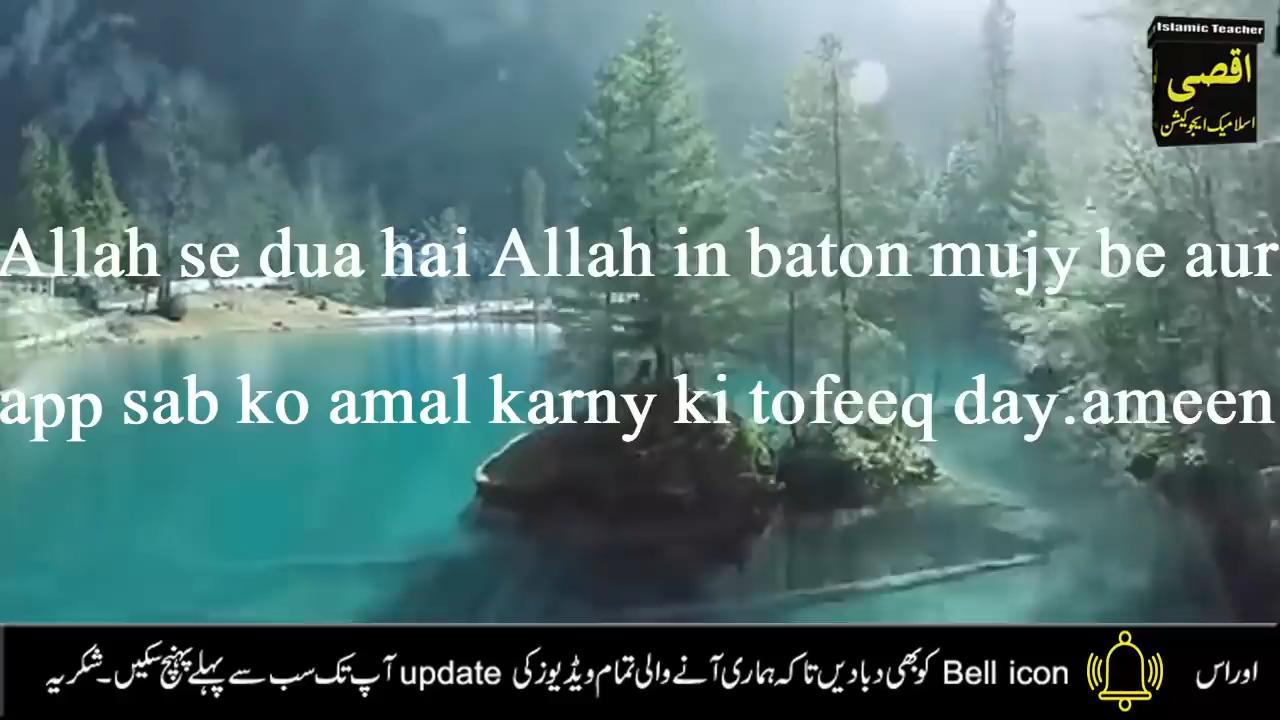 Islamic Teacher
اقصی
اسلامیک ایجوکیشن
Allah se dua hai Allah in baton mujy be aur
app sab ko amal karny ki tofeeq day.ameen
اور اس Bell icon کو بھی دبا دیں تاکہ ہماری آنے والی تمام ویڈیوز کی update آپ تک سب سے پہلے پہنچ سکیں۔ شکریہ